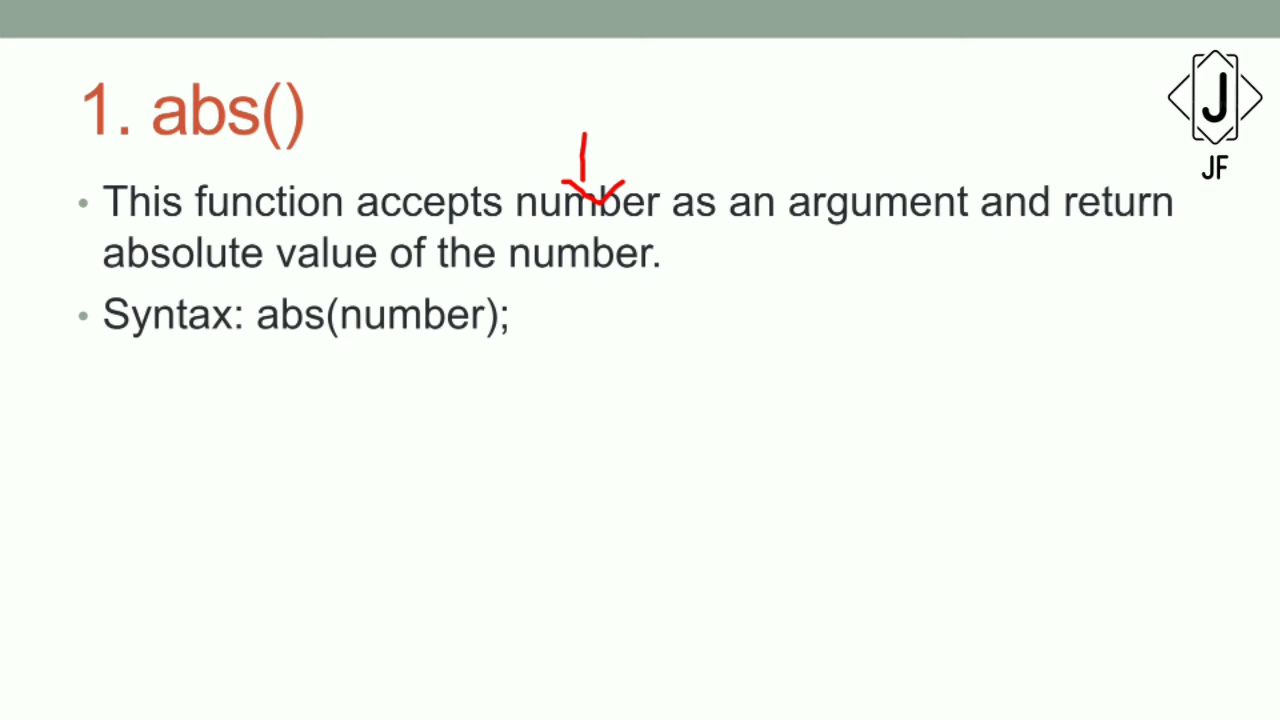 1. abs()
J
JF
• This function accepts number as an argument and return
absolute value of the number.
• Syntax: abs(number);